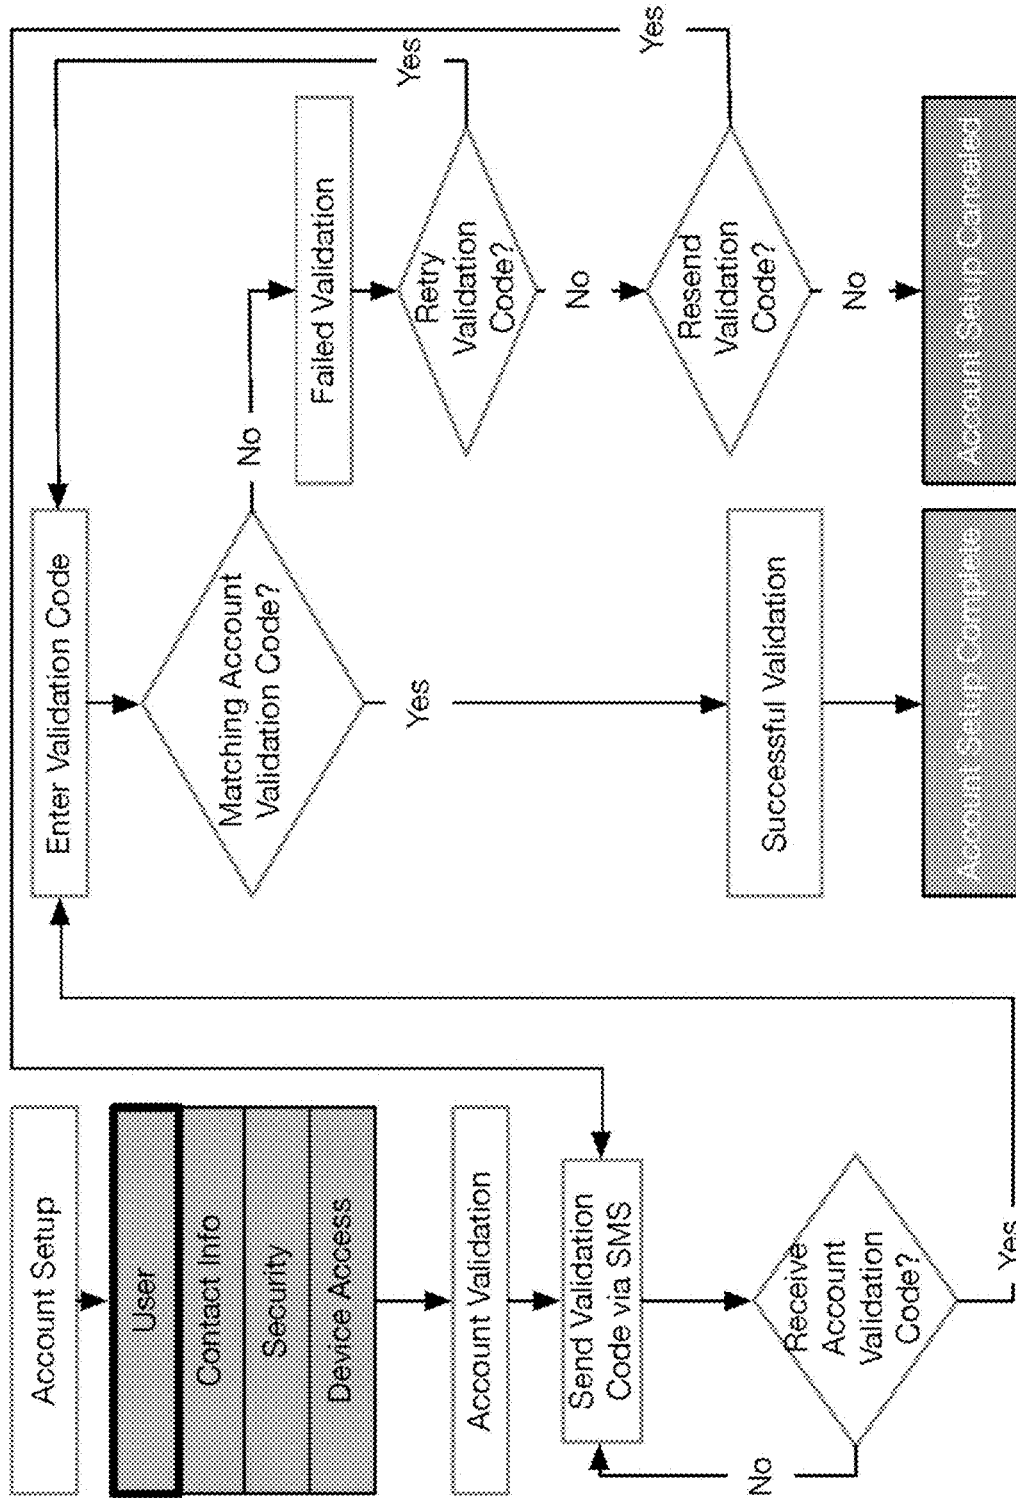 Account Setup
User
Contact Info
Security
Device Access
Account Validation
Send Validation
Code via SMS
No
Receive
Account
Validation
Code?
Yes
Enter Validation Code
Matching Account
Validation Code?
No
Yes
Successful Validation
Account Setup Complete
Failed Validation
Retry
Validation
Code?
Yes
No
Resend
Validation
Code?
Yes
No
Account Setup Canceled